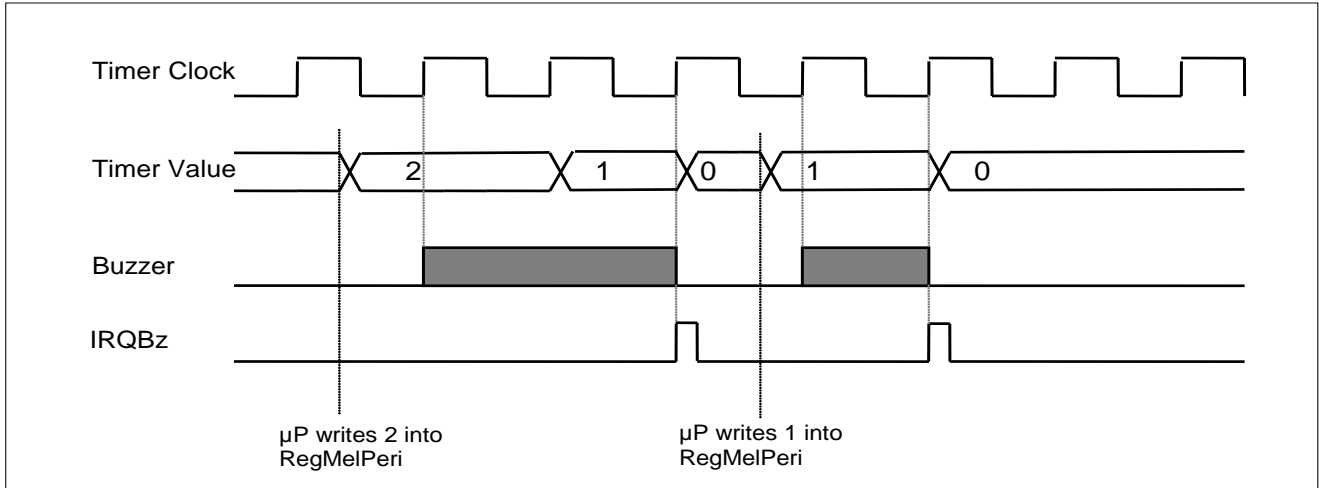 Timer Clock
Timer Value 2 1 0 1 0
Buzzer
IRQBz
µP writes 2 into
RegMelPeri
µP writes 1 into
RegMelPeri